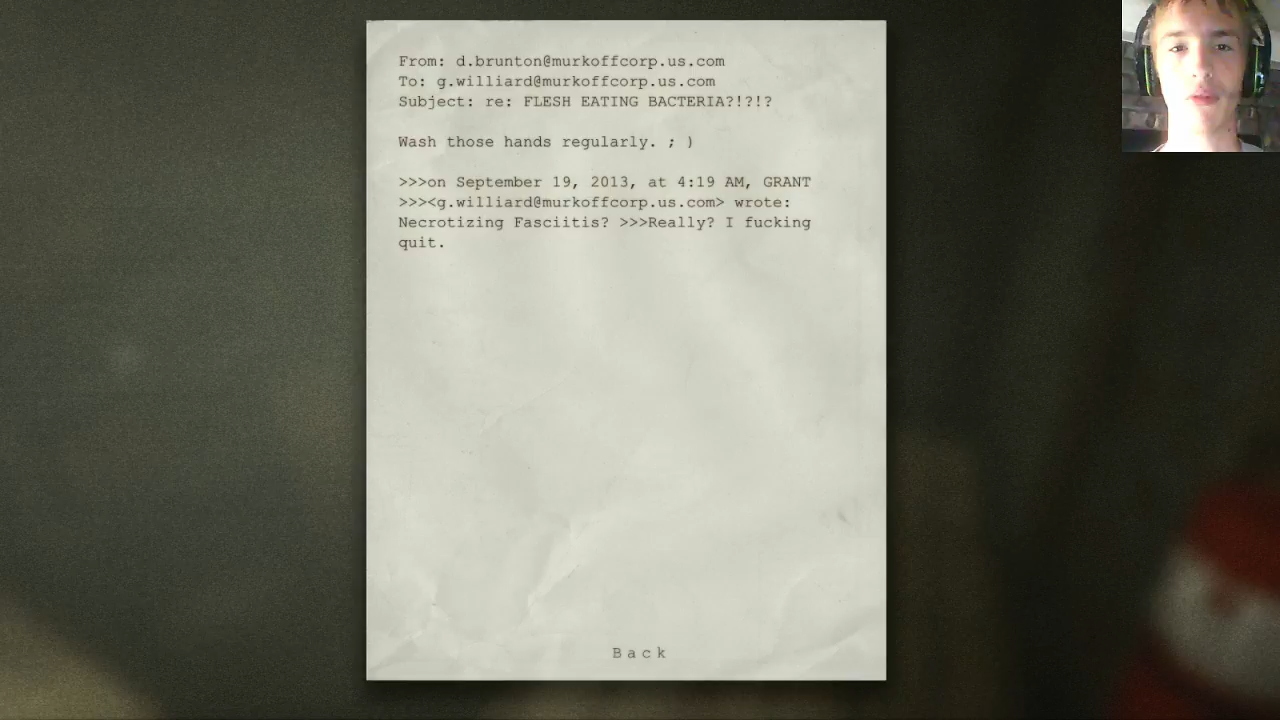 From: d.brunton@murkoffcorp.us.com
To: g.williard@murkoffcorp.us.com
Subject: re: FLESH EATING BACTERIA?!?!?
Wash those hands regularly. ; )
>>>on September 19, 2013, at 4:19 AM, GRANT
>>><g.williard@murkoffcorp.us.com> wrote:
Necrotizing Fasciitis? >>>Really? I fucking
quit.
Back